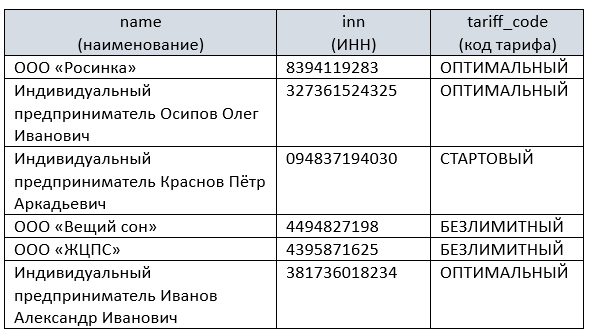 name inn tariff_code
(наименование) (ИНН) (код тарифа)
ООО «Росинка» 8394119283 ОПТИМАЛЬНЫЙ
Индивидуальный 327361524325 ОПТИМАЛЬНЫЙ
предприниматель Осипов Олег
Иванович
Индивидуальный 094837194030 СТАРТОВЫЙ
предприниматель Краснов Пётр
Аркадьевич
ООО «Вещий сон» 4494827198 БЕЗЛИМИТНЫЙ
ООО «ЖЦПС» 4395871625 БЕЗЛИМИТНЫЙ
Индивидуальный 381736018234 ОПТИМАЛЬНЫЙ
предприниматель Иванов
Александр Иванович